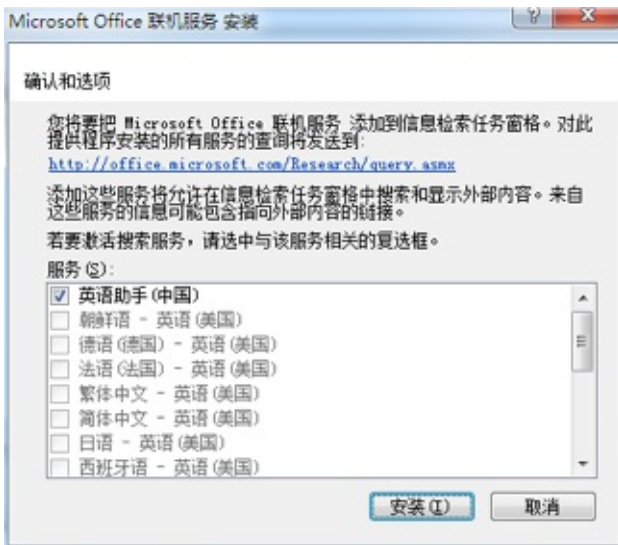 Microsoft Office 联机服务 安装
确认和选项
您将要把 Microsoft Office 联机服务 添加到信息检索任务窗格。对此
提供程序安装的所有服务的查询将发送到:
http://office.microsoft.com/Research/query.asmx
添加这些服务将允许在信息检索任务窗格中搜索和显示外部内容。来自
这些服务的信息可能包含指向外部内容的链接。
若要激活搜索服务，请选中与该服务相关的复选框。
服务(S):
英语助手(中国)
朝鲜语 - 英语(美国)
德语(德国) - 英语(美国)
法语(法国) - 英语(美国)
繁体中文 - 英语(美国)
简体中文 - 英语(美国)
日语 - 英语(美国)
西班牙语 - 英语(美国)
安装(I) 取消